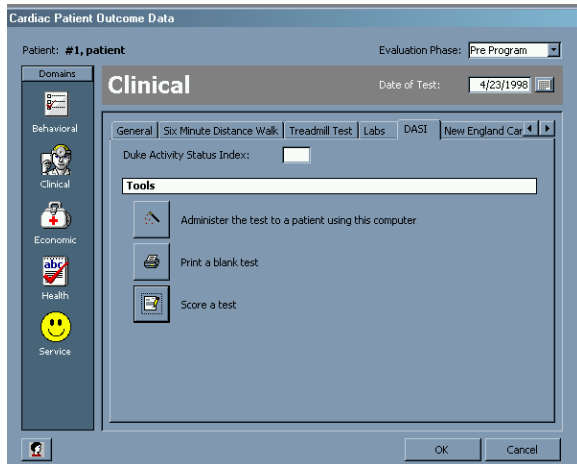 Cardiac Patient Outcome Data
Patient: #1, patient
Evaluation Phase: Pre Program
Domains
Clinical
Date of Test: 4/23/1998
Behavioral
Clinical
abc
Economic
Health
Service
General
Six Minute Distance Walk
Treadmill Test
Labs
DASI
New England Car
Duke Activity Status Index:
Tools
Administer the test to a patient using this computer
Print a blank test
Score a test
OK
Cancel